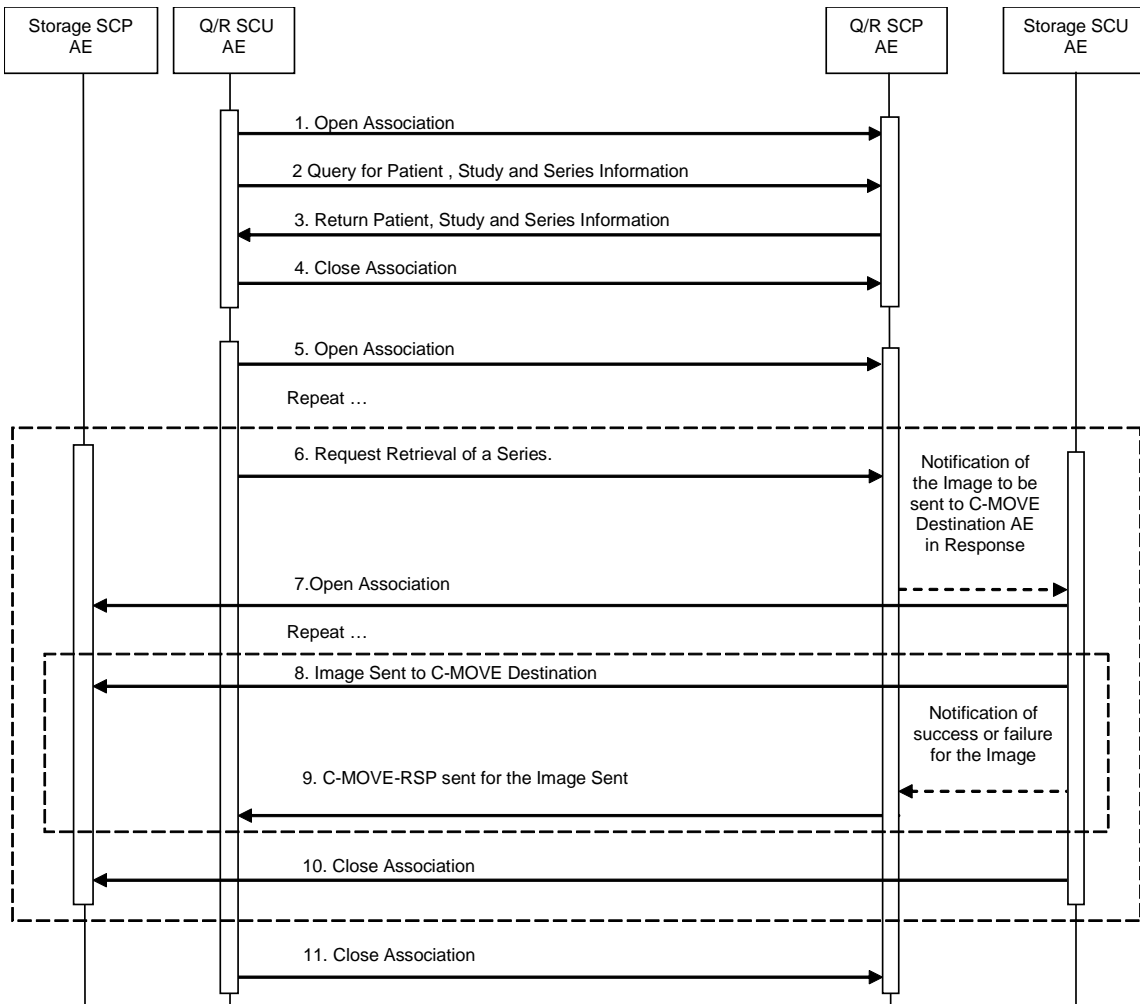 Storage SCP
AE
Q/R SCU
AE
Q/R SCP
AE
Storage SCU
AE
1. Open Association
2 Query for Patient , Study and Series Information
3. Return Patient, Study and Series Information
4. Close Association
5. Open Association
Repeat …
6. Request Retrieval of a Series.
Notification of
the Image to be
sent to C-MOVE
Destination AE
in Response
7.Open Association
Repeat …
8. Image Sent to C-MOVE Destination
Notification of
success or failure
for the Image
9. C-MOVE-RSP sent for the Image Sent
10. Close Association
11. Close Association